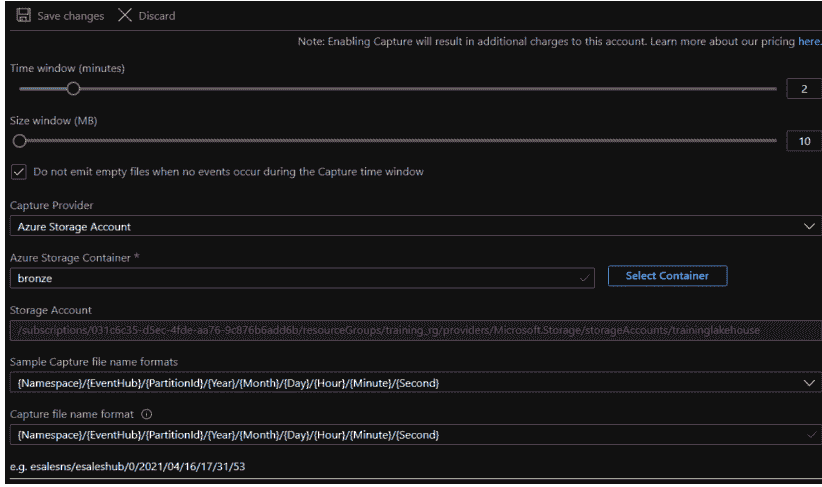 Save changes Discard
Note: Enabling Capture will result in additional charges to this account. Learn more about our pricing here.
Time window (minutes)
2
Size window (MB)
10
Do not emit empty files when no events occur during the Capture time window
Capture Provider
Azure Storage Account
Azure Storage Container *
bronze
Select Container
Storage Account
/subscriptions/031c6c35-d5ec-4fde-aa76-9c876b6add6b/resourceGroups/training_rg/providers/Microsoft.Storage/storageAccounts/traininglakehouse
Sample Capture file name formats
{Namespace}/{EventHub}/{PartitionId}/{Year}/{Month}/{Day}/{Hour}/{Minute}/{Second}
Capture file name format
{Namespace}/{EventHub}/{PartitionId}/{Year}/{Month}/{Day}/{Hour}/{Minute}/{Second}
e.g. esalesns/esaleshub/0/2021/04/16/17/31/53